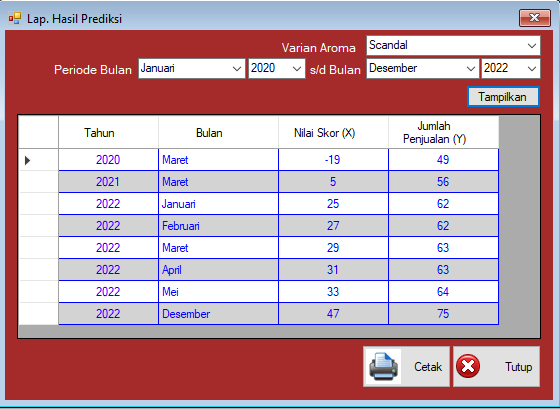 Lap. Hasil Prediksi
Varian Aroma Scandal
Periode Bulan Januari 2020 s/d Bulan Desember 2022
Tampilkan
Tahun Bulan Nilai Skor (X) Jumlah Penjualan (Y)
2020 Maret -19 49
2021 Maret 5 56
2022 Januari 25 62
2022 Februari 27 62
2022 Maret 29 63
2022 April 31 63
2022 Mei 33 64
2022 Desember 47 75
Cetak Tutup